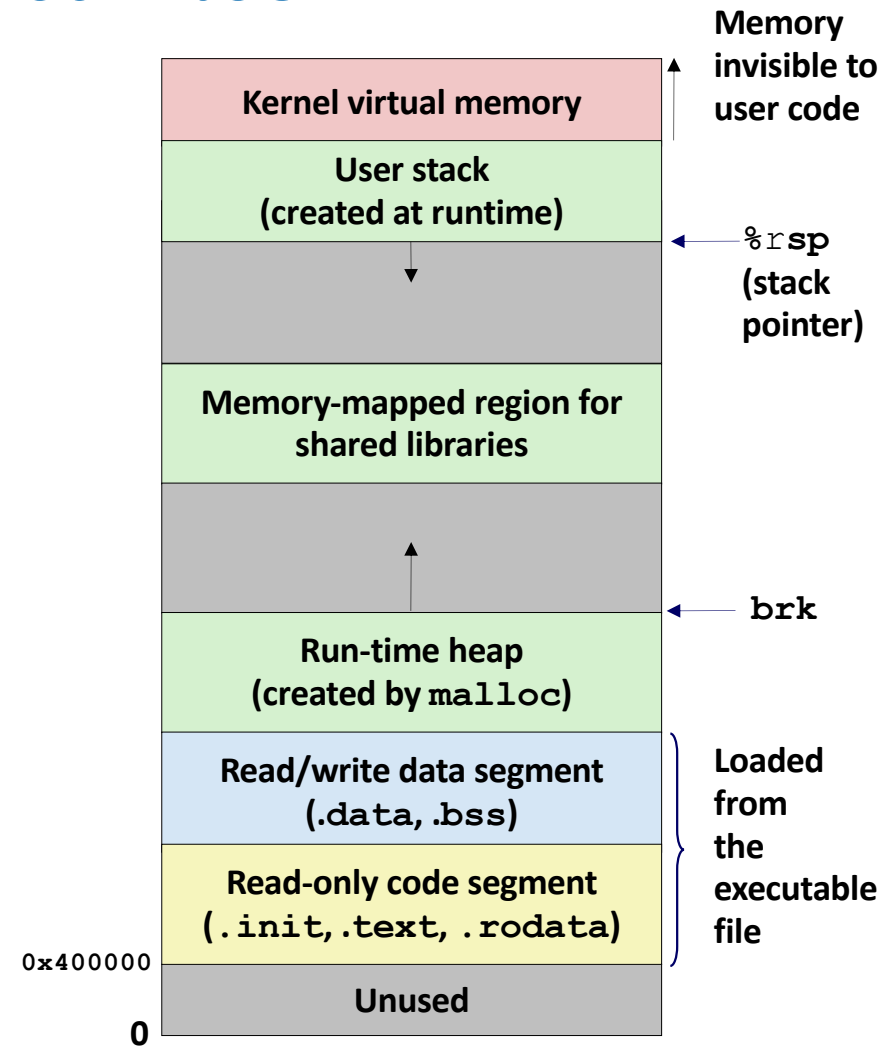 Memory
invisible to
user code
Kernel virtual memory
User stack
(created at runtime)
%rsp
(stack
pointer)
Memory-mapped region for
shared libraries
brk
Run-time heap
(created by malloc)
Read/write data segment
(.data, .bss)
Loaded
from
the
executable
file
Read-only code segment
(.init, .text, .rodata)
0x400000
Unused
0